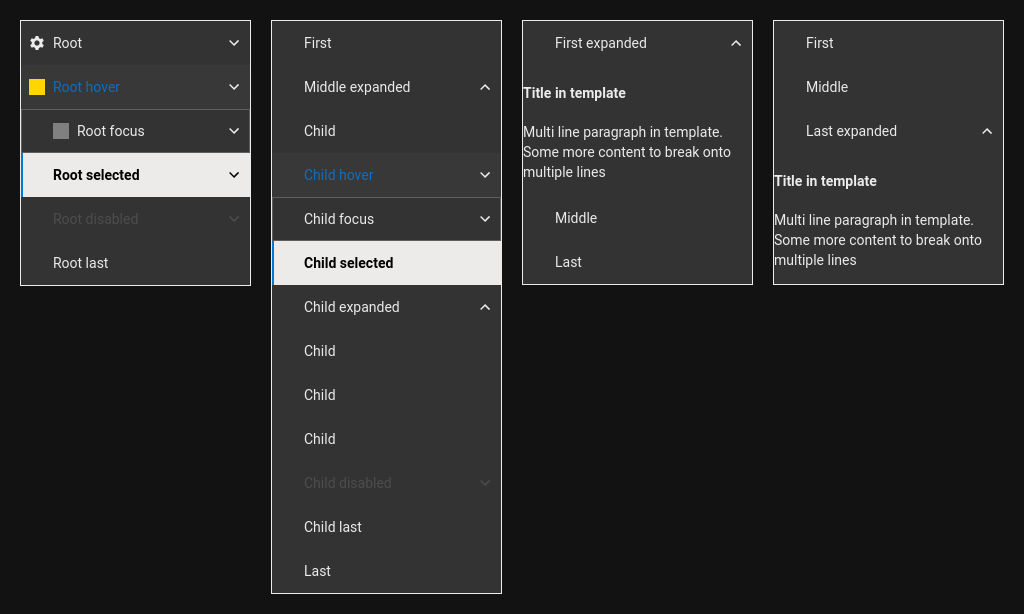 Root
Root hover
Root focus
Root selected
Root disabled
Root last
First
Middle expanded
Child
Child hover
Child focus
Child selected
Child expanded
Child
Child
Child
Child disabled
Child last
Last
First expanded
Title in template
Multi line paragraph in template.
Some more content to break onto
multiple lines
Middle
Last
First
Middle
Last expanded
Title in template
Multi line paragraph in template.
Some more content to break onto
multiple lines